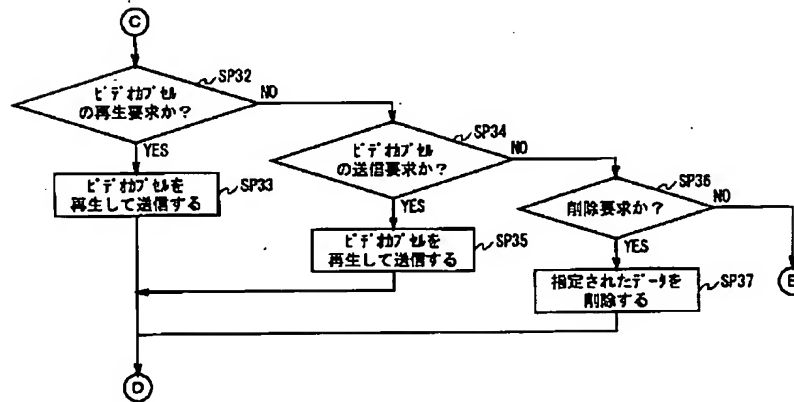 C
ﾋﾞﾃﾞｵｶﾌﾟｾﾙ
の再生要求か？
SP32
NO
YES
ﾋﾞﾃﾞｵｶﾌﾟｾﾙを
再生して送信する
SP33
ﾋﾞﾃﾞｵｶﾌﾟｾﾙ
の送信要求か？
SP34
NO
YES
ﾋﾞﾃﾞｵｶﾌﾟｾﾙを
再生して送信する
SP35
削除要求か？
SP36
NO
YES
指定されたﾃﾞｰﾀを
削除する
SP37
E
D